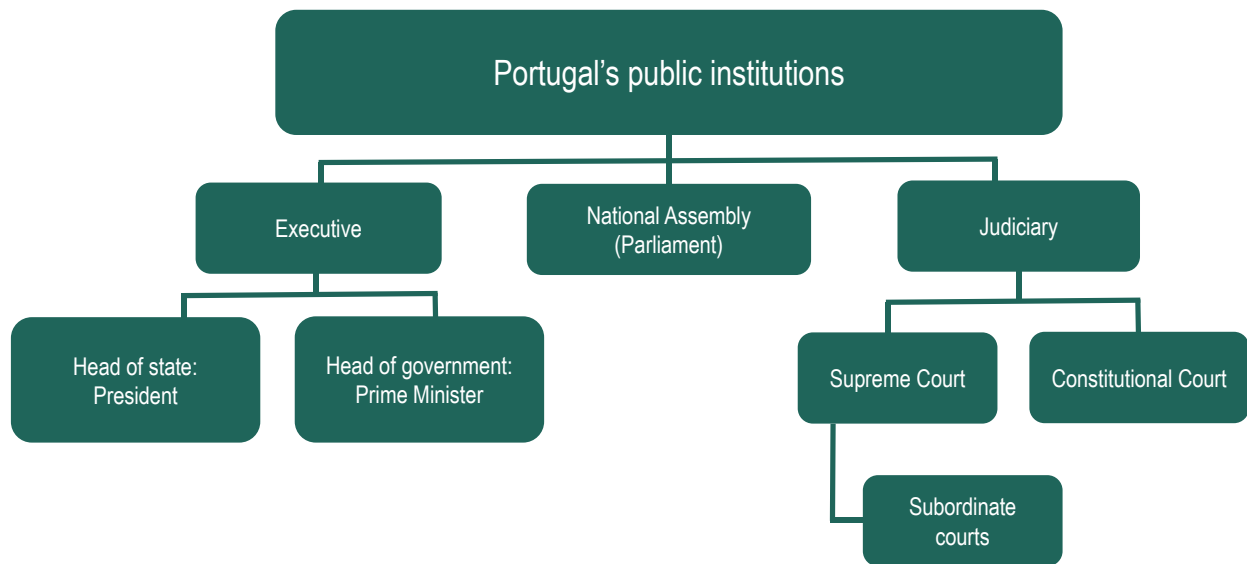 Portugal’s public institutions
Executive
National Assembly
(Parliament)
Judiciary
Head of state:
President
Head of government:
Prime Minister
Supreme Court
Constitutional Court
Subordinate
courts